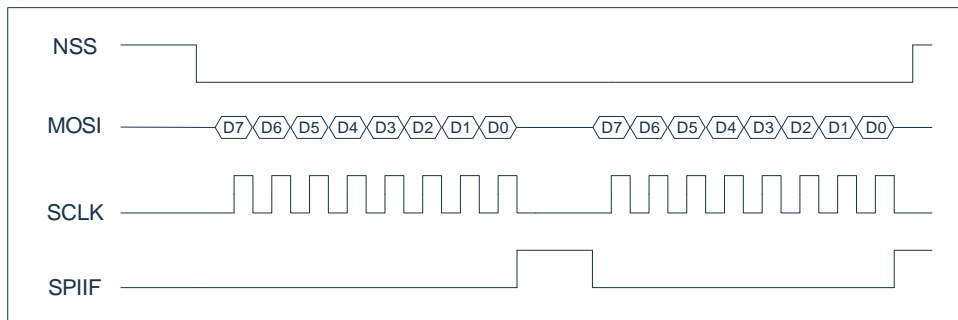 NSS
MOSI D7 D6 D5 D4 D3 D2 D1 D0 D7 D6 D5 D4 D3 D2 D1 D0
SCLK
SPIIF